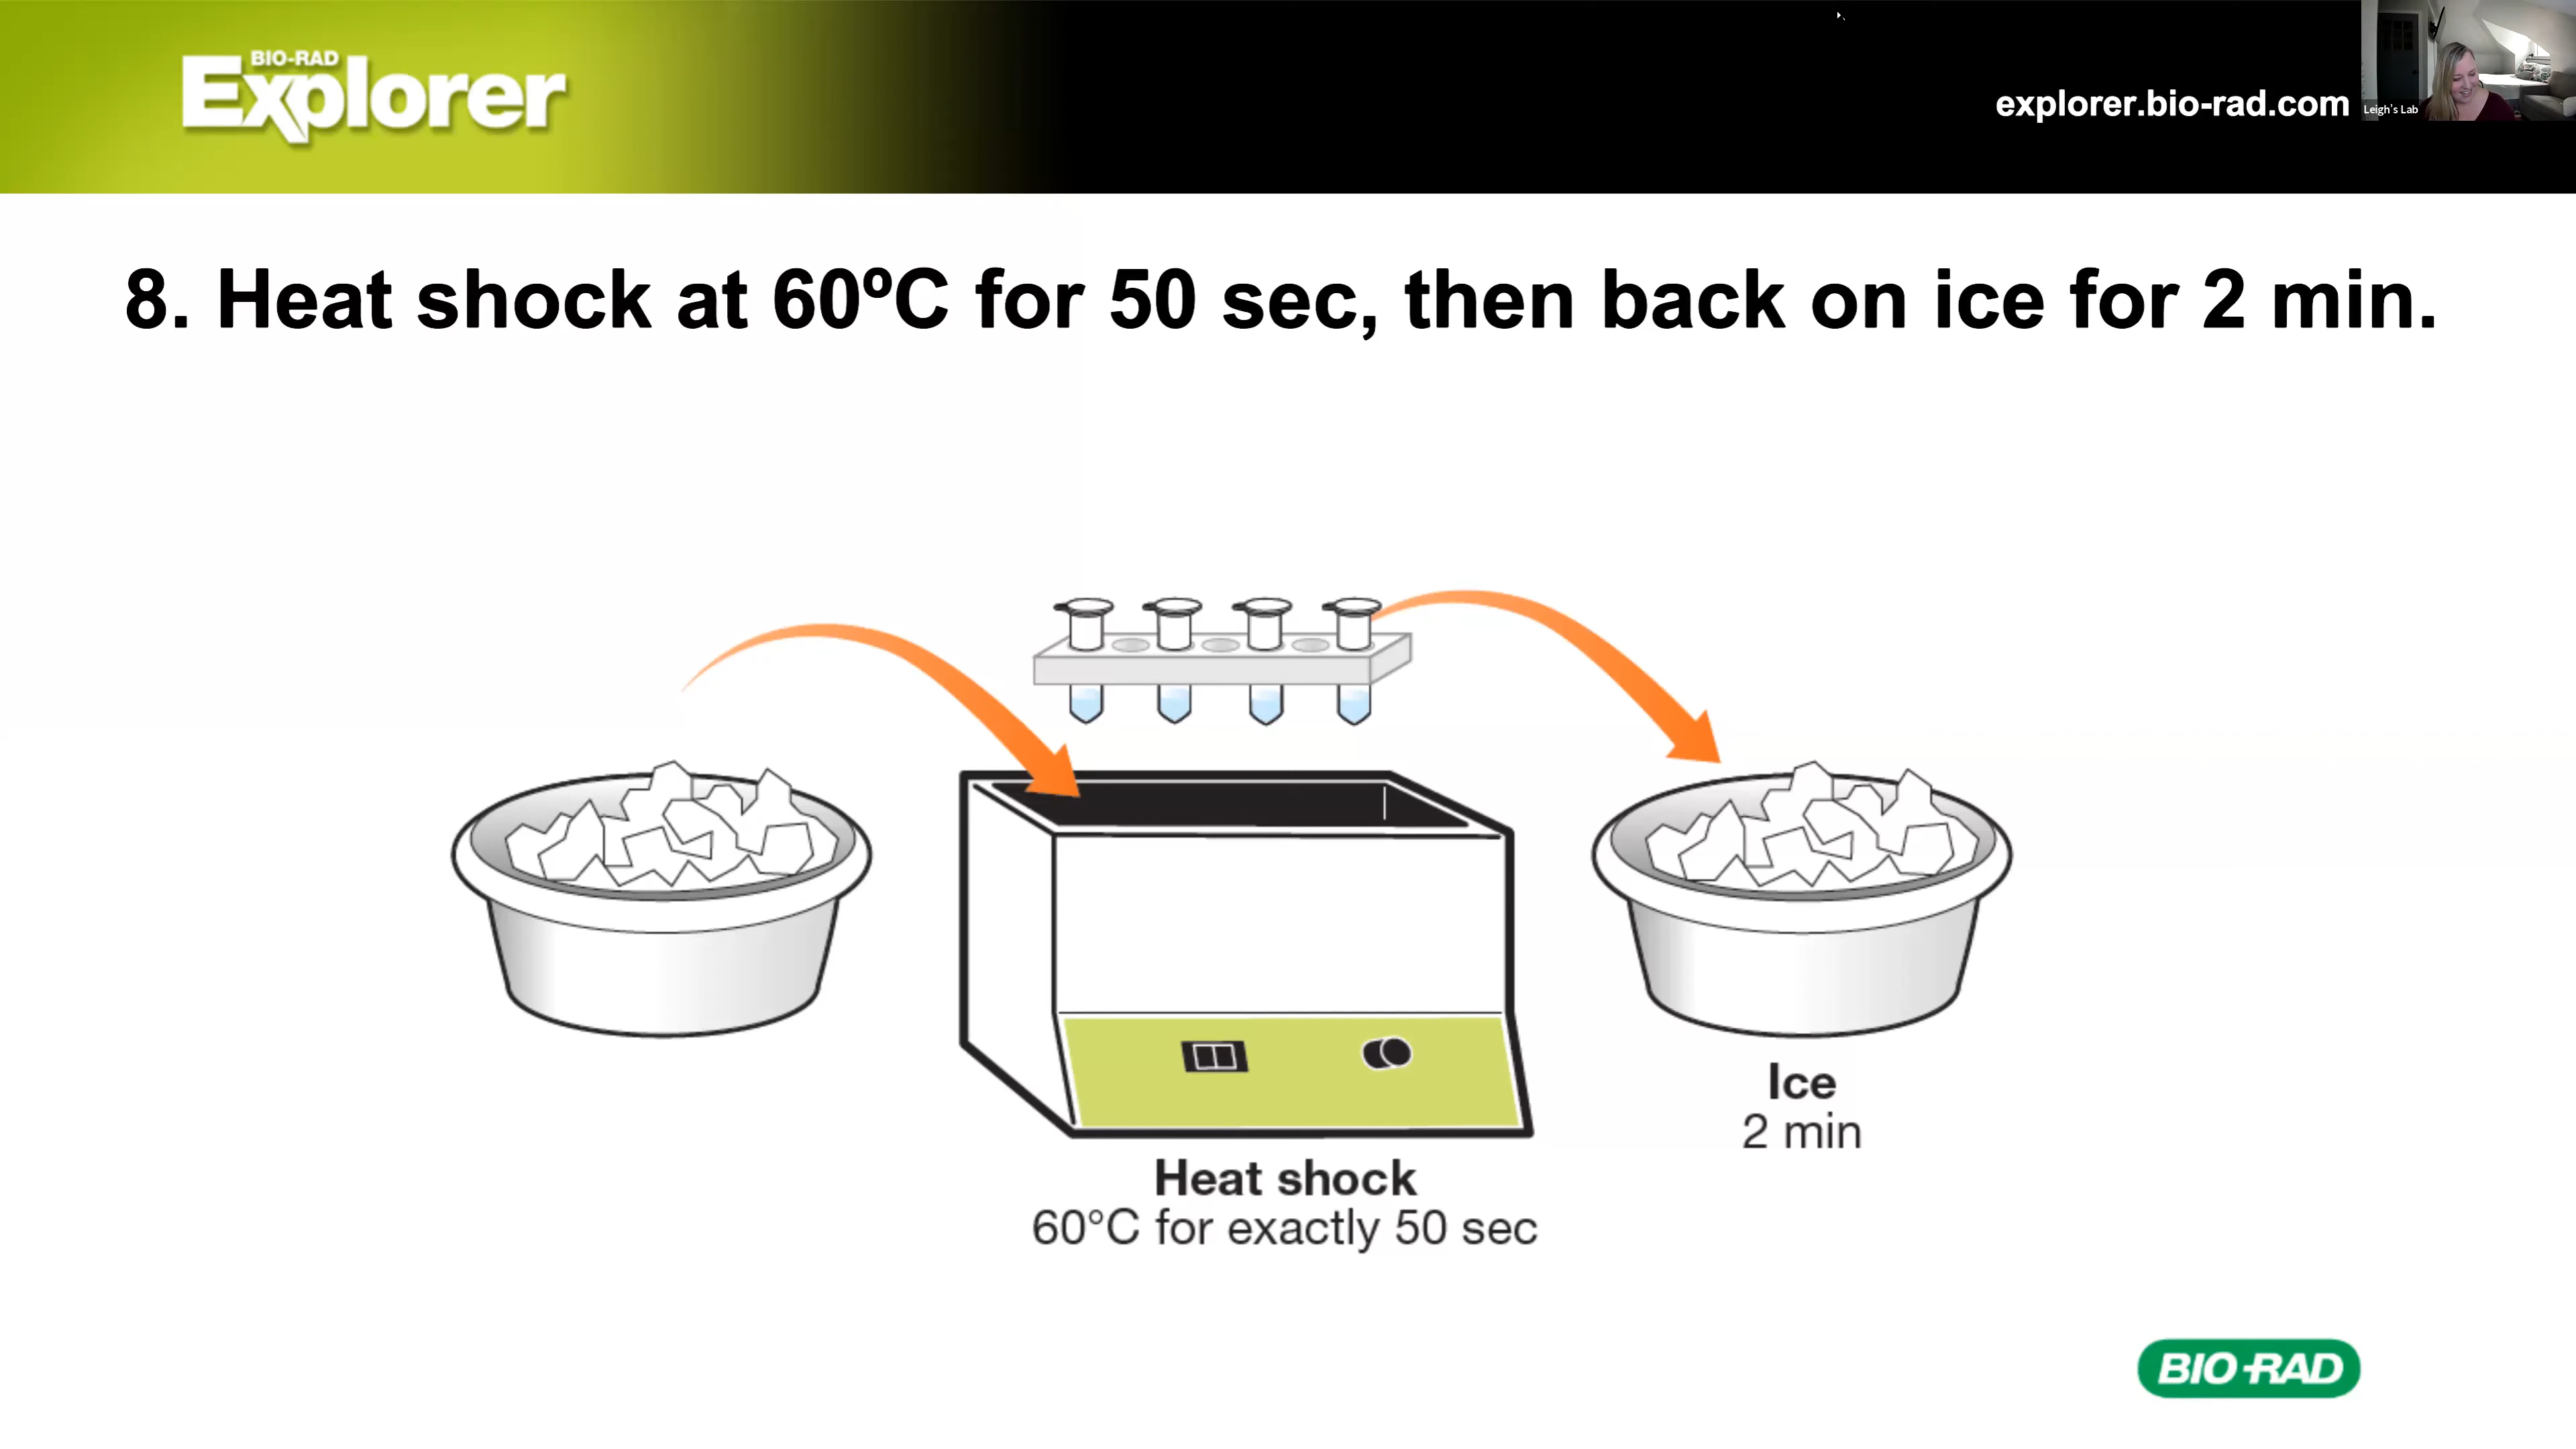 BIO-RAD
Explorer
explorer.bio-rad.com
Leigh's Lab
8. Heat shock at 60ºC for 50 sec, then back on ice for 2 min.
Ice
2 min
Heat shock
60°C for exactly 50 sec
BIO-RAD